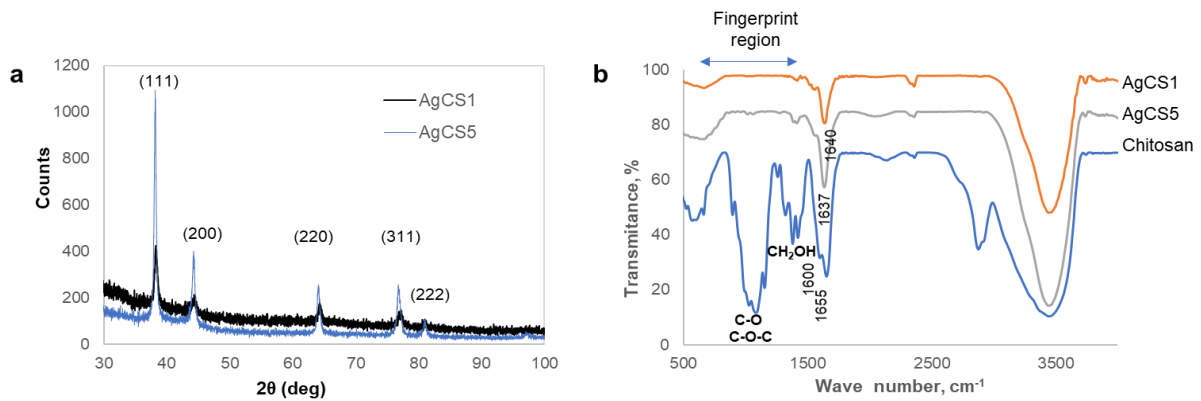 a
1200
1000
800
600
400
200
0
Counts
30 40 50 60 70 80 90 100
2θ (deg)
(111)
(200)
(220)
(311)
(222)
AgCS1
AgCS5
b
Fingerprint
region
100
80
60
40
20
0
Transmitance, %
500 1500 2500 3500
Wave number, cm-1
AgCS1
AgCS5
Chitosan
1640
1637
CH2OH
1600
1655
C-O
C-O-C